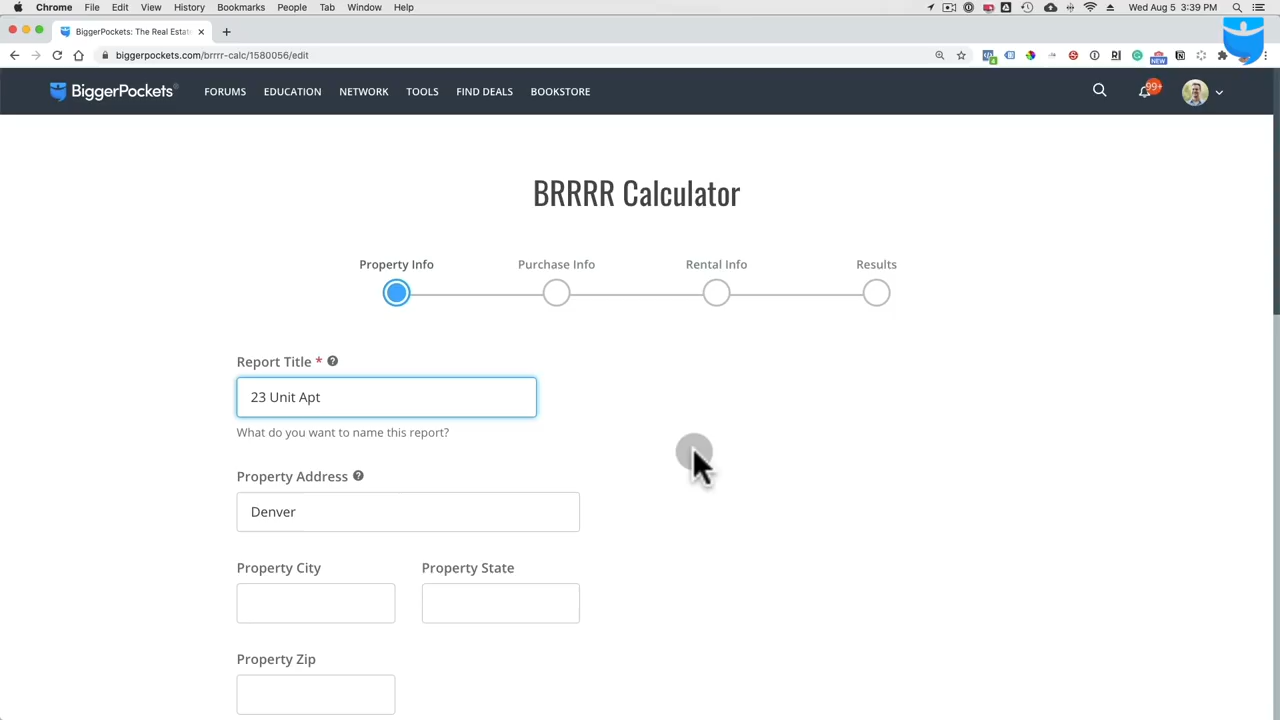 Chrome File Edit View History Bookmarks People Tab Window Help Wed Aug 5 3:39 PM
BiggerPockets: The Real Esta
biggerpockets.com/brrrr-calc/1580056/edit
NEW
BiggerPockets FORUMS EDUCATION NETWORK TOOLS FIND DEALS BOOKSTORE 99+
BRRRR Calculator
Property Info Purchase Info Rental Info Results
Report Title *
23 Unit Apt
What do you want to name this report?
Property Address
Denver
Property City Property State
Property Zip